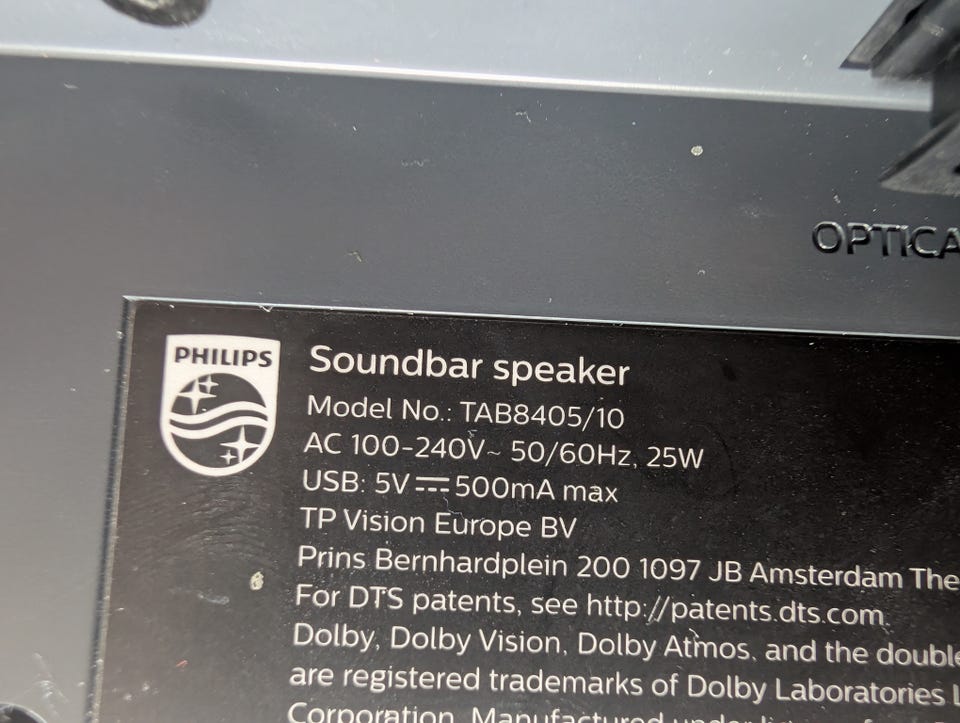 OPTICA
PHILIPS
Soundbar speaker
Model No.: TAB8405/10
AC 100-240V~ 50/60Hz, 25W
USB: 5V⎓500mA max
TP Vision Europe BV
Prins Bernhardplein 200 1097 JB Amsterdam The
For DTS patents, see http://patents.dts.com.
Dolby, Dolby Vision, Dolby Atmos, and the double
are registered trademarks of Dolby Laboratories L
Corporation. Manufactured under